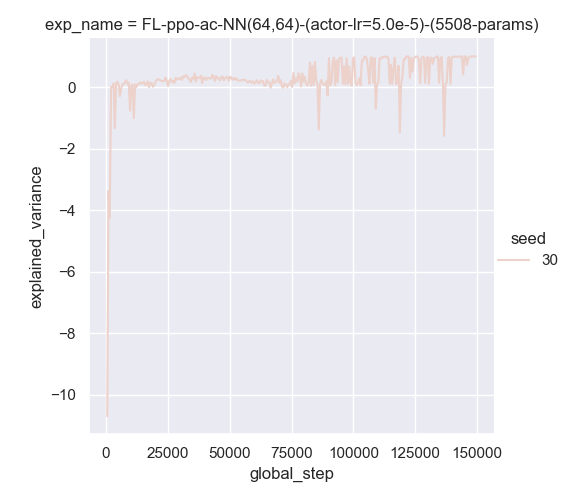 exp_name = FL-ppo-ac-NN(64,64)-(actor-lr=5.0e-5)-(5508-params)
0
−2
−4
−6
−8
−10
explained_variance
seed
30
0 25000 50000 75000 100000 125000 150000
global_step